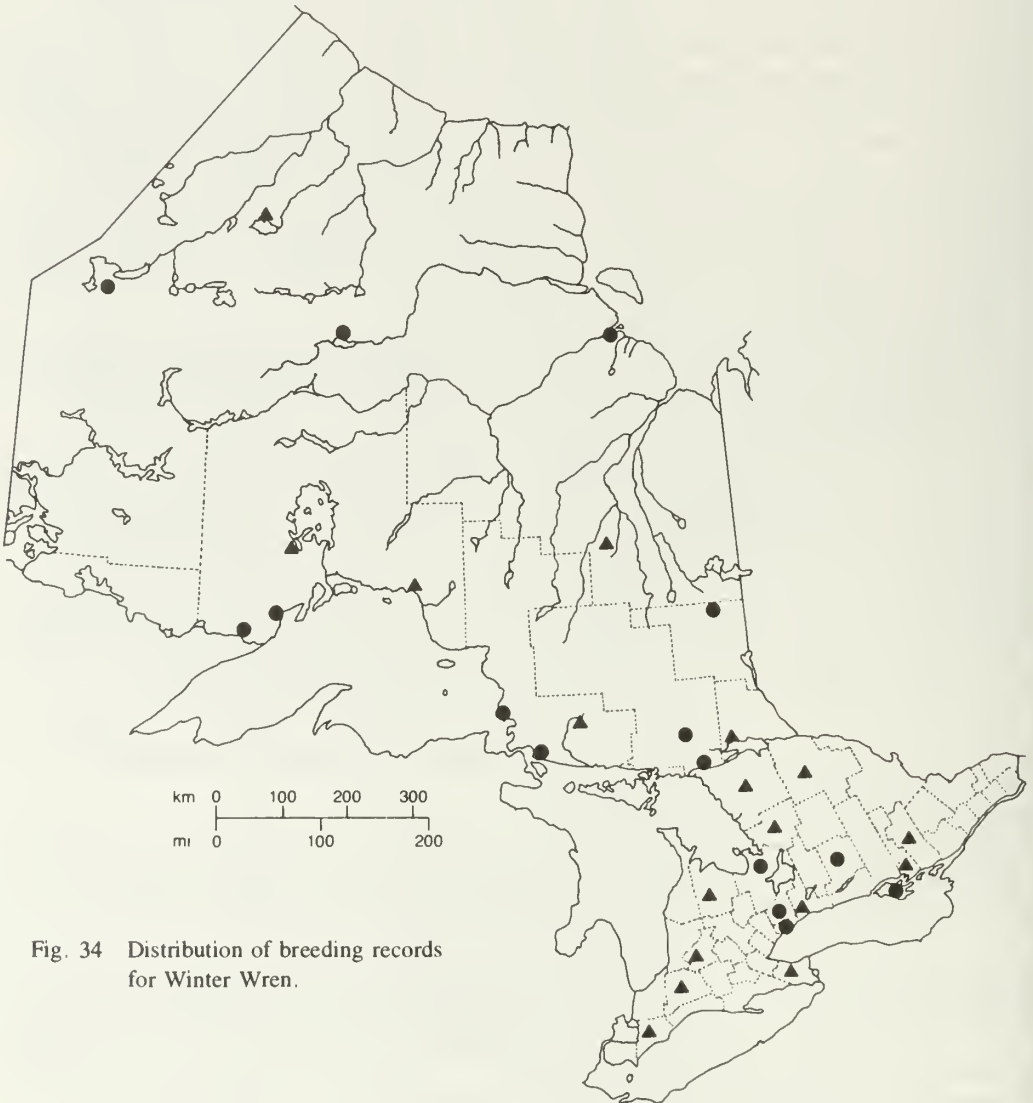 km 0 100 200 300
mi 0 100 200
Fig. 34 Distribution of breeding records
for Winter Wren.